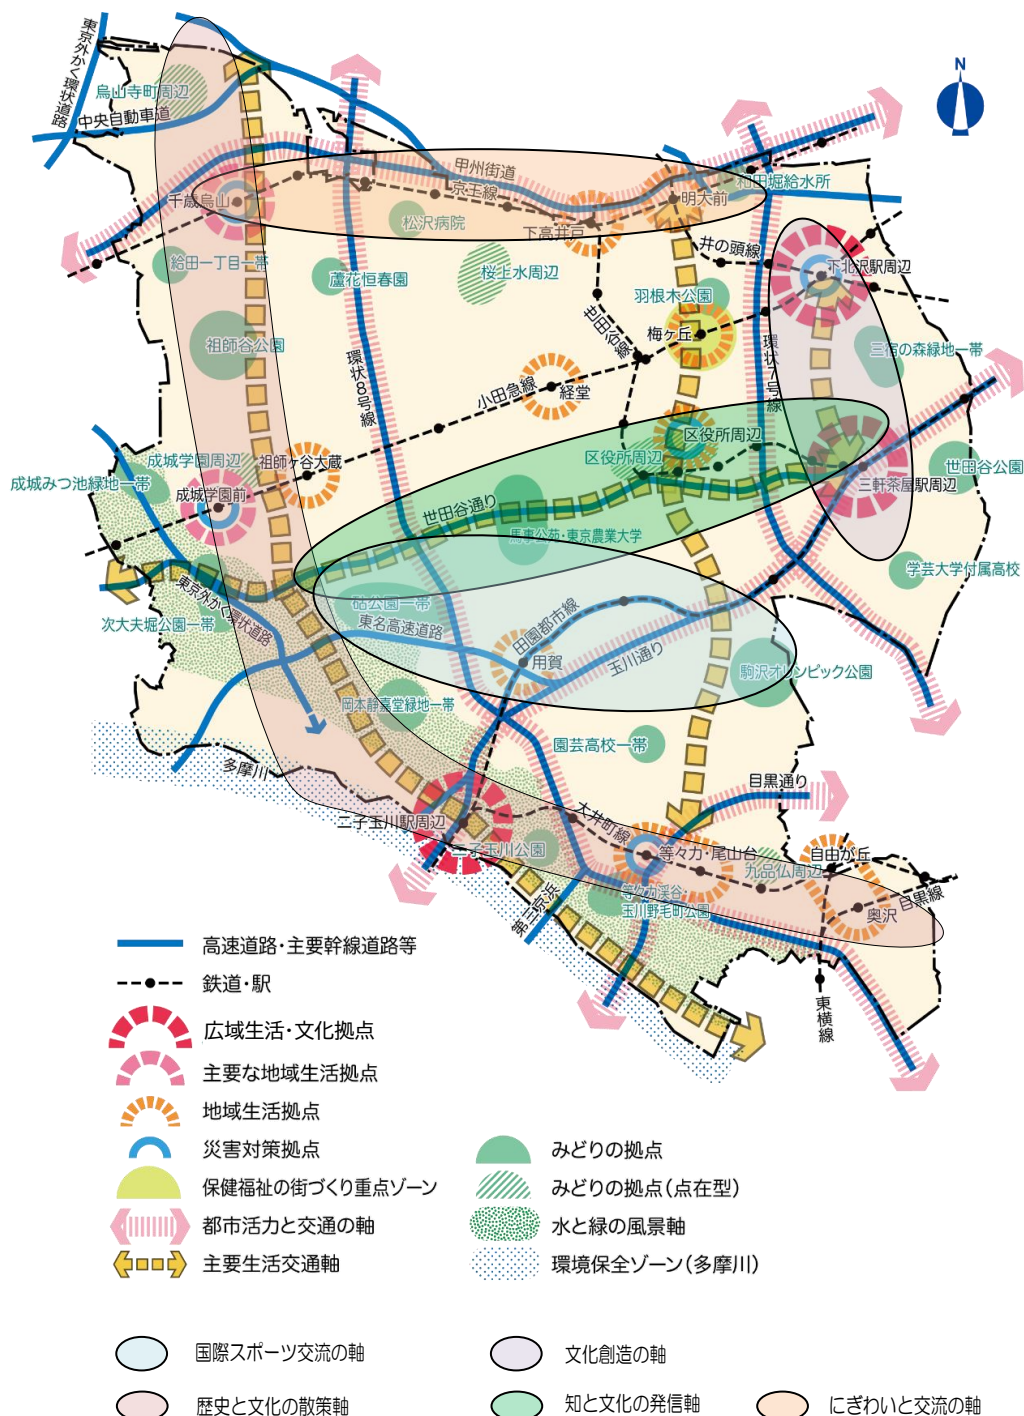 N
東京外かく環状道路
烏山寺町周辺
中央自動車道
甲州街道
京王線
千歳烏山
松沢病院
下高井戸
明大前
和田堀給水所
井の頭線
下北沢駅周辺
給田一丁目一帯
蘆花恒春園
桜上水周辺
羽根木公園
世田谷線
梅ヶ丘
環状7号線
三宿の森緑地一帯
祖師谷公園
環状8号線
小田急線
経堂
区役所周辺
区役所周辺
成城学園周辺
祖師ヶ谷大蔵
成城みつ池緑地一帯
成城学園前
世田谷公園
三軒茶屋駅周辺
世田谷通り
馬事公苑・東京農業大学
学芸大学付属高校
東京外かく環状道路
次大夫堀公園一帯
砧公園一帯
東名高速道路
田園都市線
用賀
玉川通り
駒沢オリンピック公園
岡本静嘉堂緑地一帯
園芸高校一帯
多摩川
目黒通り
二子玉川駅周辺
二子玉川公園
大井町線
等々力・尾山台
自由が丘
九品仏周辺
等々力渓谷・
玉川野毛町公園
奥沢
目黒線
第三京浜
東横線
高速道路・主要幹線道路等
鉄道・駅
広域生活・文化拠点
主要な地域生活拠点
地域生活拠点
災害対策拠点
保健福祉の街づくり重点ゾーン
都市活力と交通の軸
主要生活交通軸
みどりの拠点
みどりの拠点（点在型）
水と緑の風景軸
環境保全ゾーン（多摩川）
国際スポーツ交流の軸
文化創造の軸
歴史と文化の散策軸
知と文化の発信軸
にぎわいと交流の軸